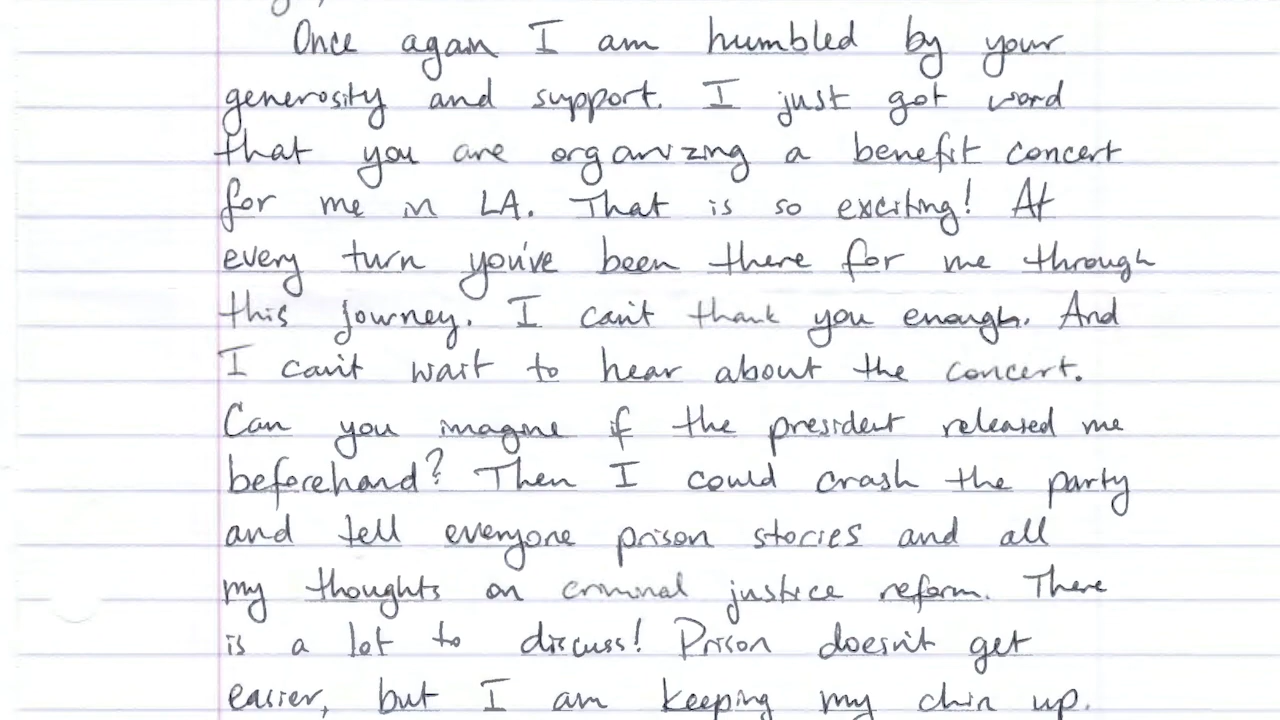 Once again I am humbled by your
generosity and support. I just got word
that you are organizing a benefit concert
for me in LA. That is so exciting! At
every turn you've been there for me through
this journey. I can't thank you enough. And
I can't wait to hear about the concert.
Can you imagine if the president released me
beforehand? Then I could crash the party
and tell everyone prison stories and all
my thoughts on criminal justice reform. There
is a lot to discuss! Prison doesn't get
easier, but I am keeping my chin up.